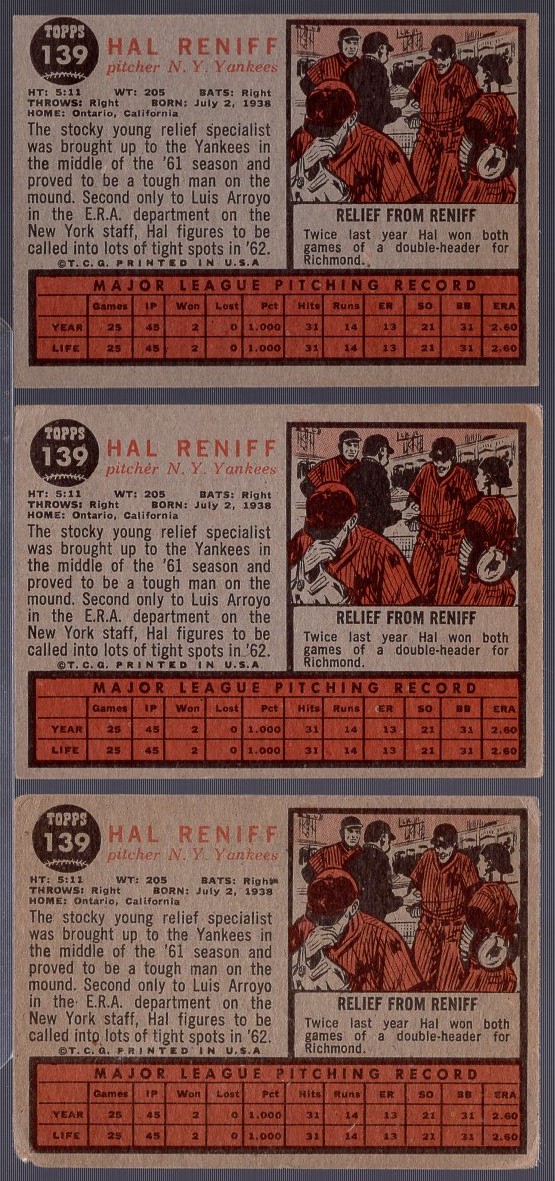 TOPPS
139
HAL RENIFF
pitcher N. Y. Yankees
HT: 5:11 WT: 205 BATS: Right
THROWS: Right BORN: July 2, 1938
HOME: Ontario, California
The stocky young relief specialist
was brought up to the Yankees in
the middle of the '61 season and
proved to be a tough man on the
mound. Second only to Luis Arroyo
in the E.R.A. department on the
New York staff, Hal figures to be
called into lots of tight spots in '62.
©T.C.G. PRINTED IN U.S.A
RELIEF FROM RENIFF
Twice last year Hal won both
games of a double-header for
Richmond.
MAJOR LEAGUE PITCHING RECORD
Games IP Won Lost Pct Hits Runs ER SO BB ERA
YEAR 25 45 2 0 1.000 31 14 13 21 31 2.60
LIFE 25 45 2 0 1.000 31 14 13 21 31 2.60
TOPPS
139
HAL RENIFF
pitcher N. Y. Yankees
HT: 5:11 WT: 205 BATS: Right
THROWS: Right BORN: July 2, 1938
HOME: Ontario, California
The stocky young relief specialist
was brought up to the Yankees in
the middle of the '61 season and
proved to be a tough man on the
mound. Second only to Luis Arroyo
in the E.R.A. department on the
New York staff, Hal figures to be
called into lots of tight spots in '62.
©T.C.G. PRINTED IN U.S.A
RELIEF FROM RENIFF
Twice last year Hal won both
games of a double-header for
Richmond.
MAJOR LEAGUE PITCHING RECORD
Games IP Won Lost Pct Hits Runs ER SO BB ERA
YEAR 25 45 2 0 1.000 31 14 13 21 31 2.60
LIFE 25 45 2 0 1.000 31 14 13 21 31 2.60
TOPPS
139
HAL RENIFF
pitcher N. Y. Yankees
HT: 5:11 WT: 205 BATS: Right
THROWS: Right BORN: July 2, 1938
HOME: Ontario, California
The stocky young relief specialist
was brought up to the Yankees in
the middle of the '61 season and
proved to be a tough man on the
mound. Second only to Luis Arroyo
in the E.R.A. department on the
New York staff, Hal figures to be
called into lots of tight spots in '62.
©T.C.G. PRINTED IN U.S.A
RELIEF FROM RENIFF
Twice last year Hal won both
games of a double-header for
Richmond.
MAJOR LEAGUE PITCHING RECORD
Games IP Won Lost Pct Hits Runs ER SO BB ERA
YEAR 25 45 2 0 1.000 31 14 13 21 31 2.60
LIFE 25 45 2 0 1.000 31 14 13 21 31 2.60